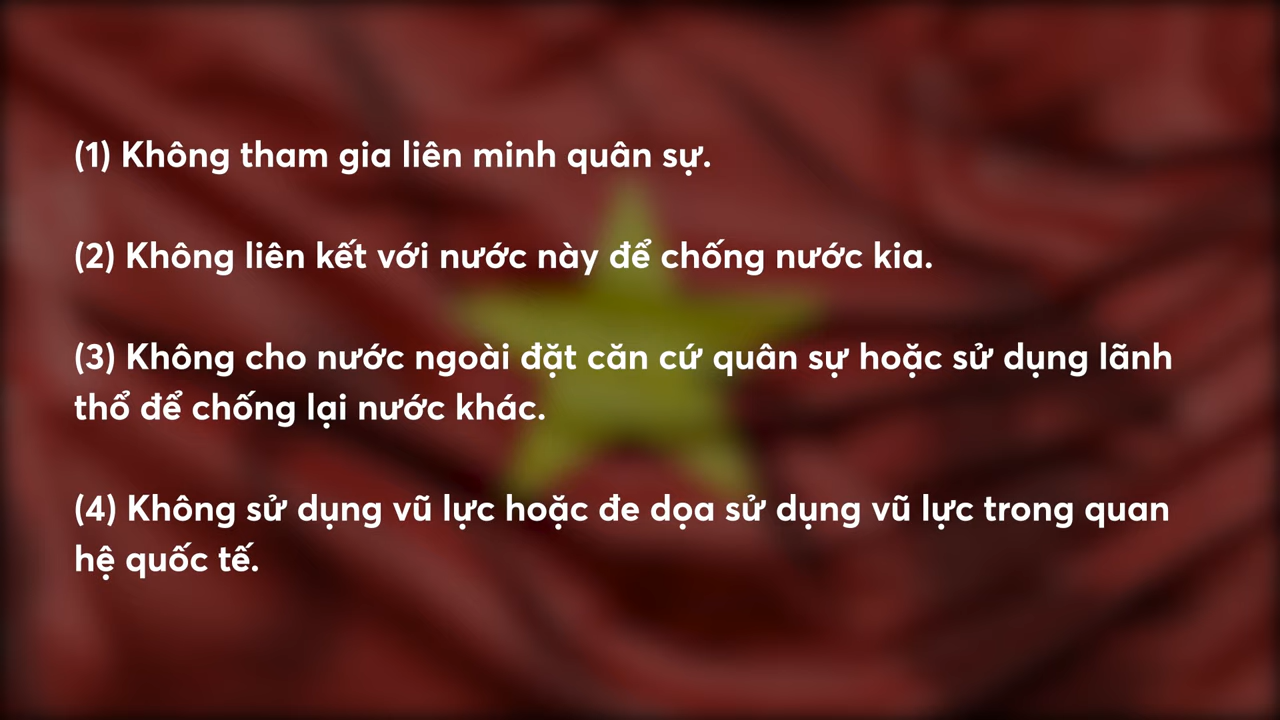 (1) Không tham gia liên minh quân sự.
(2) Không liên kết với nước này để chống nước kia.
(3) Không cho nước ngoài đặt căn cứ quân sự hoặc sử dụng lãnh
thổ để chống lại nước khác.
(4) Không sử dụng vũ lực hoặc đe dọa sử dụng vũ lực trong quan
hệ quốc tế.